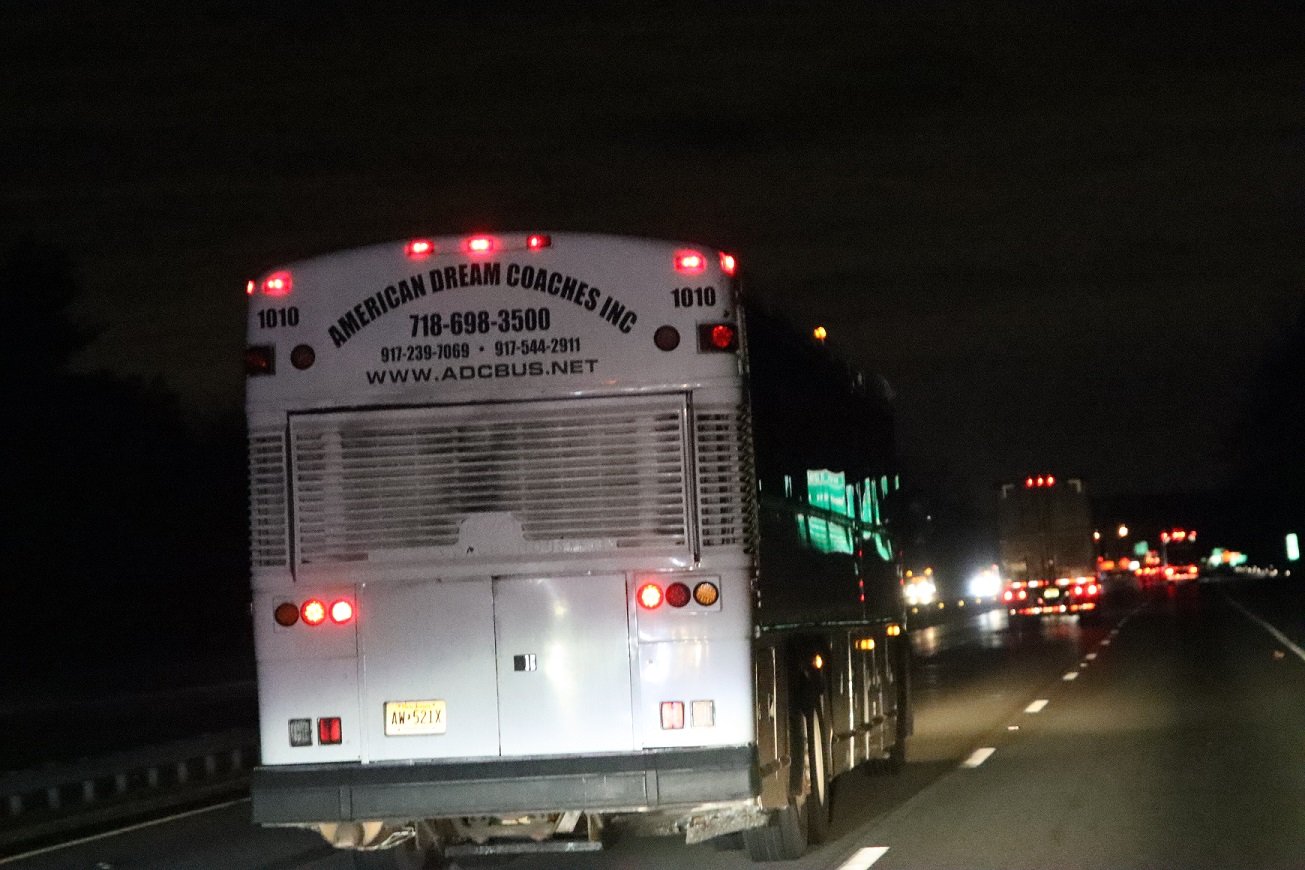 AMERICAN DREAM COACHES INC
1010
1010
718-698-3500
917-239-7069 • 917-544-2911
WWW.ADCBUS.NET
AW•521X